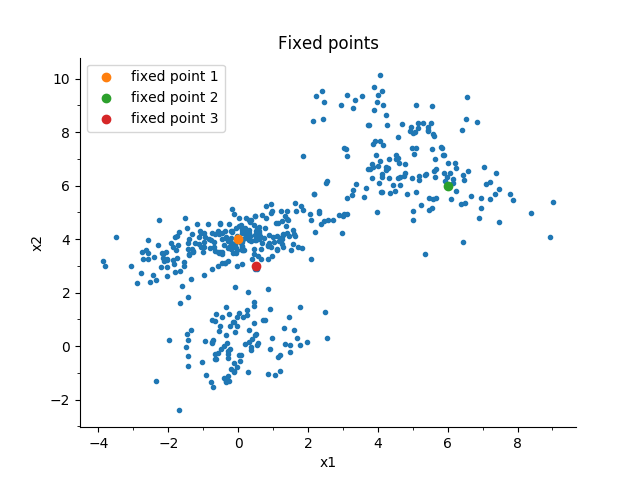 Fixed points
fixed point 1
fixed point 2
fixed point 3
10
8
6
4
2
0
−2
x2
−4
−2
0
2
4
6
8
x1